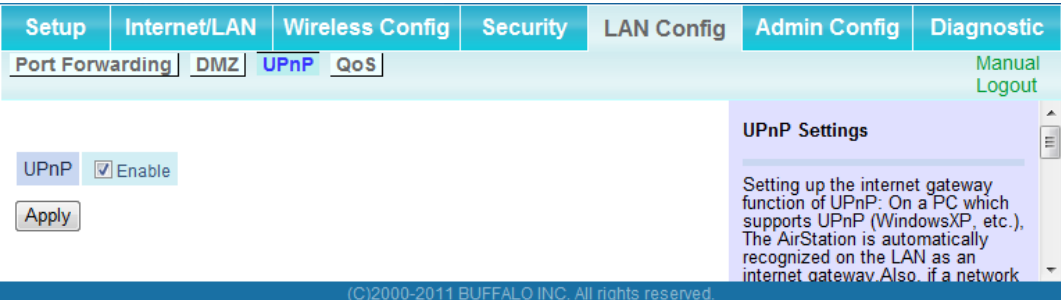 Setup Internet/LAN Wireless Config Security LAN Config Admin Config Diagnostic
Port Forwarding DMZ UPnP QoS
Manual
Logout
UPnP Enable
Apply
UPnP Settings
Setting up the internet gateway
function of UPnP: On a PC which
supports UPnP (WindowsXP, etc.),
The AirStation is automatically
recognized on the LAN as an
internet gateway.Also, if a network
(C)2000-2011 BUFFALO INC. All rights reserved.